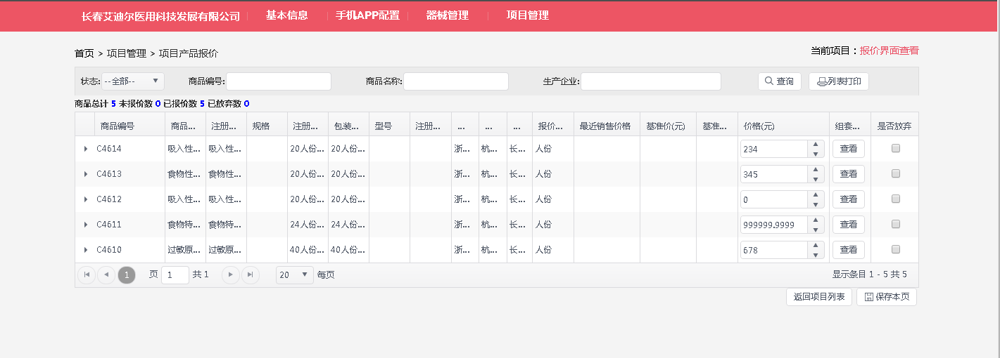 长春艾迪尔医用科技发展有限公司 基本信息 手机APP配置 器械管理 项目管理
首页 > 项目管理 > 项目产品报价 当前项目：报价界面查看
状态: --全部-- 商品编号: 商品名称: 生产企业: 查询 列表打印
商品总计 5 未报价数 0 已报价数 5 已放弃数 0
商品编号 商品... 注册... 规格 注册... 包装... 型号 注册... ... ... ... 报价... 最近销售价格 基准价(元) 基准... 价格(元) 组套... 是否放弃
C4614 吸入性... 吸入性... 20人份... 20人份... 浙... 杭... 长... 人份 234 查看
C4613 食物性... 食物性... 20人份... 20人份... 浙... 杭... 长... 人份 345 查看
C4612 吸入性... 吸入性... 20人份... 20人份... 浙... 杭... 长... 人份 0 查看
C4611 食物特... 食物特... 24人份... 24人份... 浙... 杭... 长... 人份 999999.9999 查看
C4610 过敏原... 过敏原... 40人份... 40人份... 浙... 杭... 长... 人份 678 查看
1 页 1 共 1 20 每页 显示条目 1 - 5 共 5
返回项目列表 保存本页